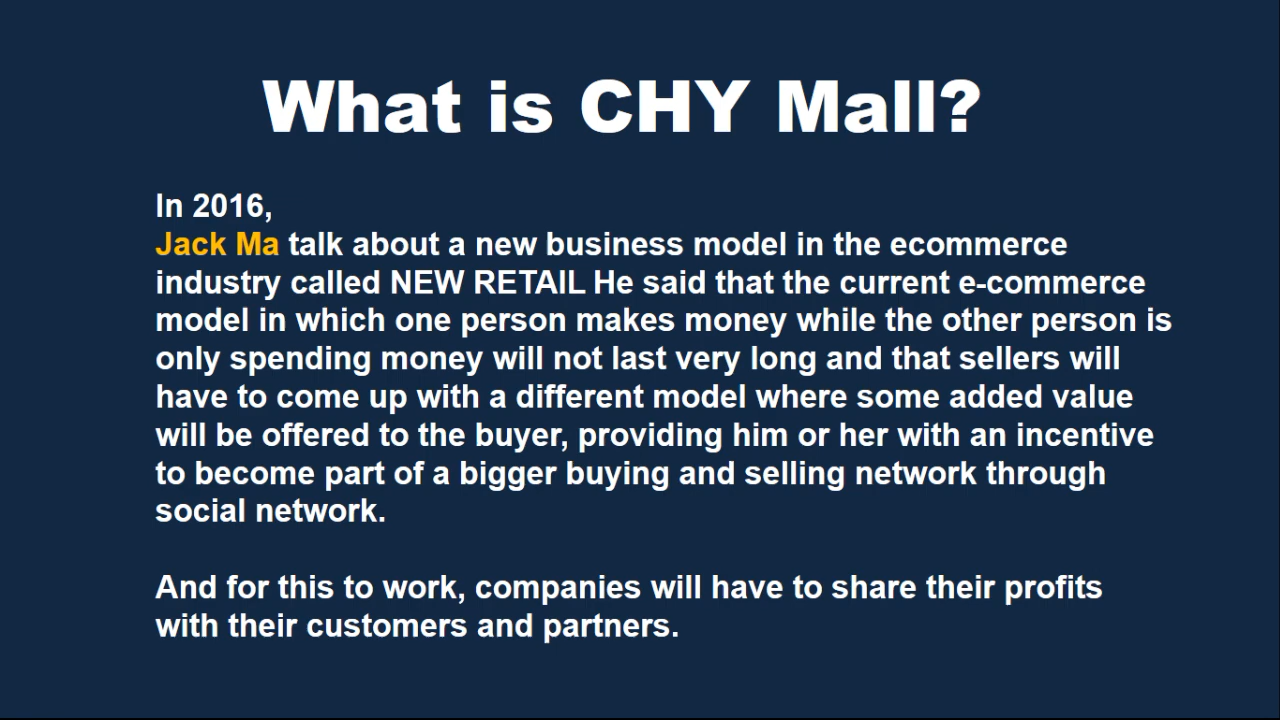 What is CHY Mall?
In 2016,
Jack Ma talk about a new business model in the ecommerce
industry called NEW RETAIL He said that the current e-commerce
model in which one person makes money while the other person is
only spending money will not last very long and that sellers will
have to come up with a different model where some added value
will be offered to the buyer, providing him or her with an incentive
to become part of a bigger buying and selling network through
social network.
And for this to work, companies will have to share their profits
with their customers and partners.